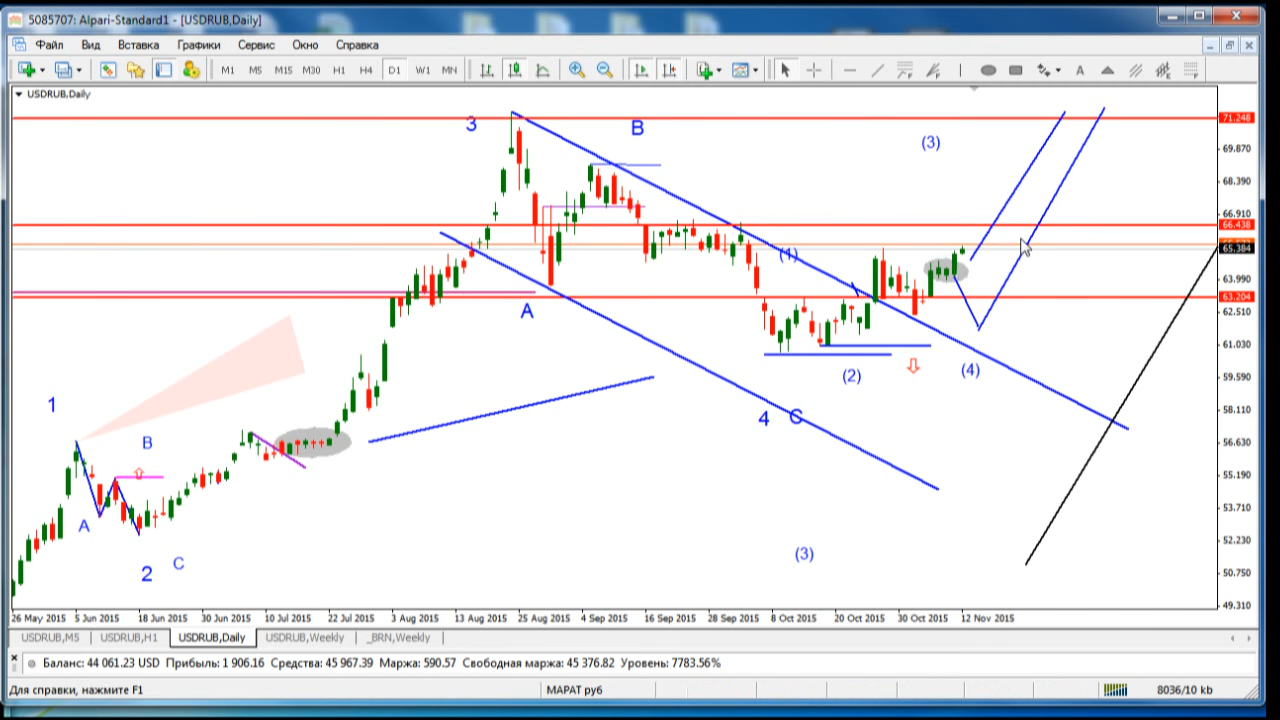 5085707: Alpari-Standard1 - [USDRUB,Daily]
Файл Вид Вставка Графики Сервис Окно Справка
M1 M5 M15 M30 H1 H4 D1 W1 MN A
USDRUB,Daily
71.248
3 B (3)
69.870
68.390
66.910
66.438
(1)
65.384
63.990
63.204
A
62.510
61.030
(2) (4)
59.590
1
4 C
58.110
B
56.630
55.190
A
53.710
(3)
52.230
2 C
50.750
49.310
26 May 2015 5 Jun 2015 18 Jun 2015 30 Jun 2015 10 Jul 2015 22 Jul 2015 3 Aug 2015 13 Aug 2015 25 Aug 2015 4 Sep 2015 16 Sep 2015 28 Sep 2015 8 Oct 2015 20 Oct 2015 30 Oct 2015 12 Nov 2015
USDRUB,M5 USDRUB,H1 USDRUB,Daily USDRUB,Weekly _BRN,Weekly
Баланс: 44 061.23 USD Прибыль: 1 906.16 Средства: 45 967.39 Маржа: 590.57 Свободная маржа: 45 376.82 Уровень: 7783.56%
Для справки, нажмите F1 МАРАТ руб 8036/10 kb